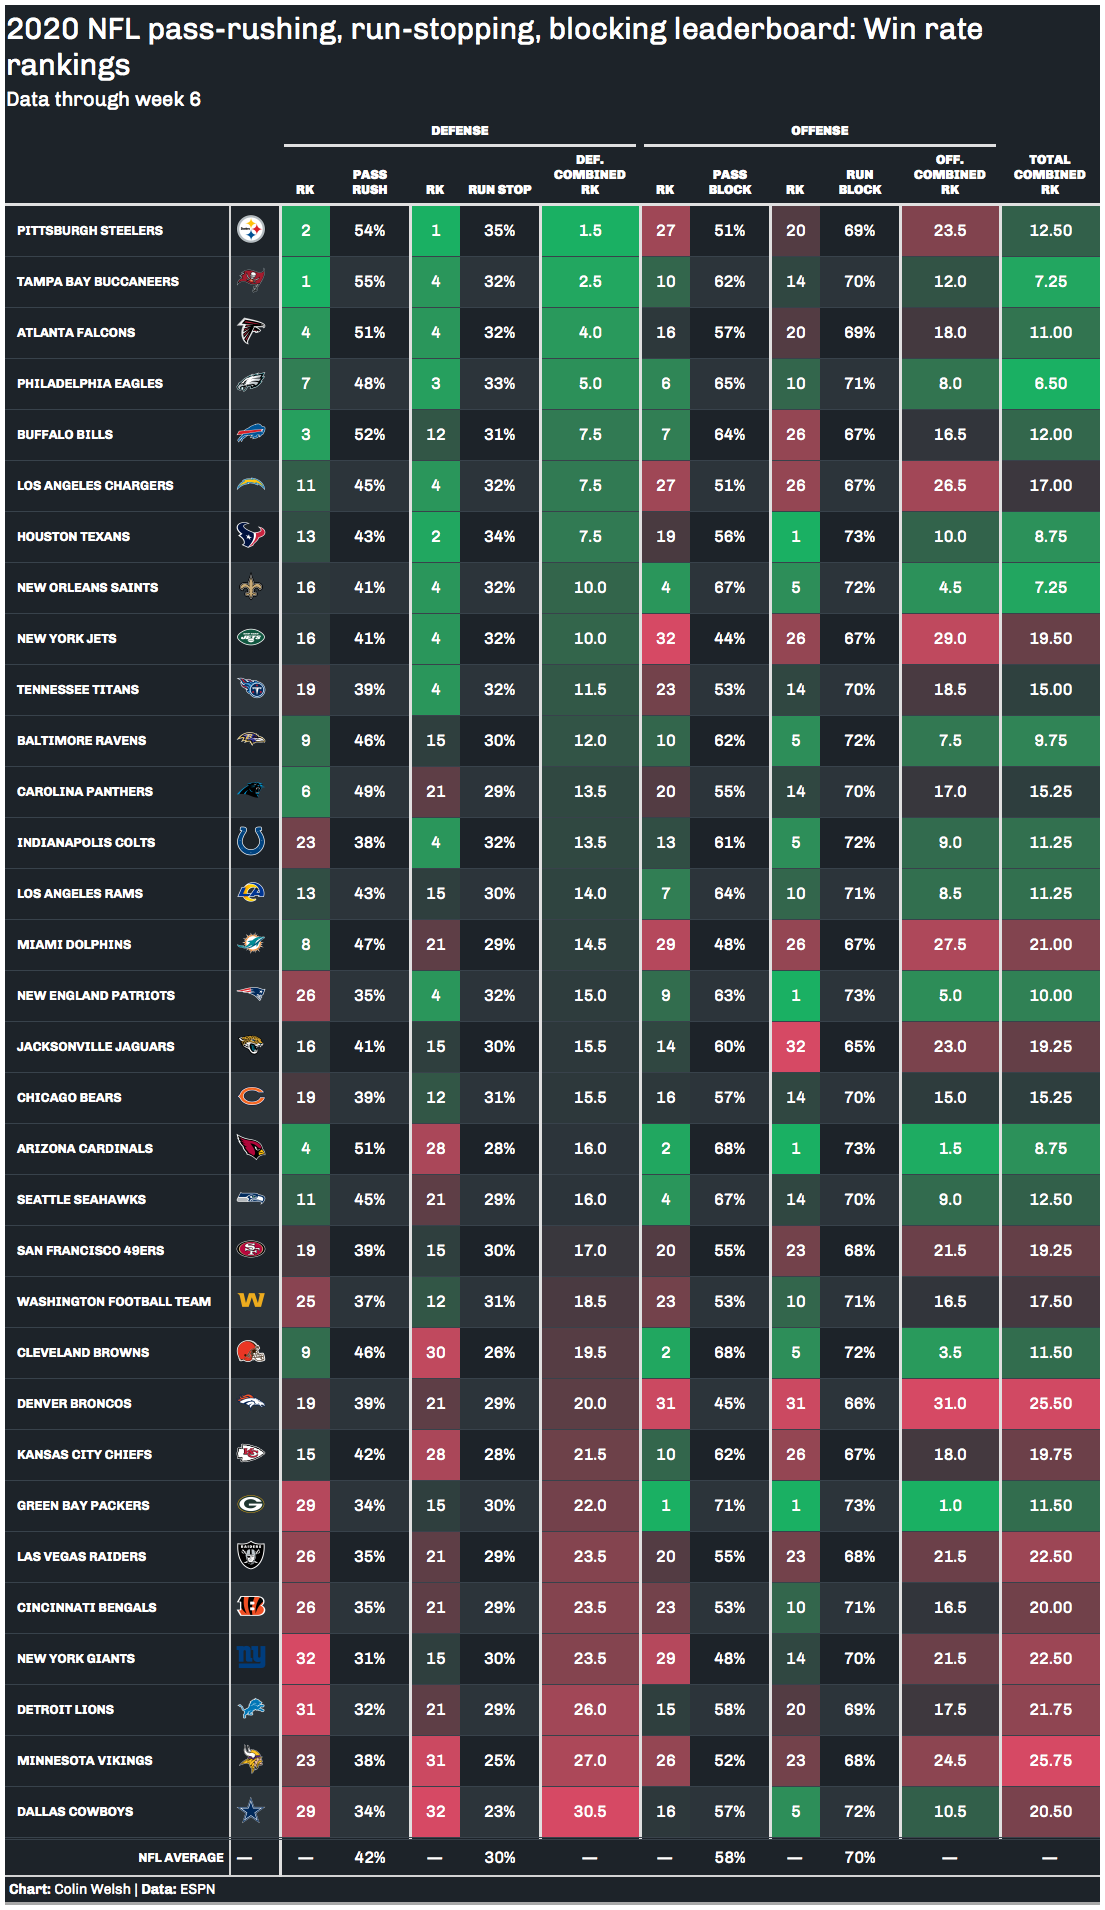 2020 NFL pass-rushing, run-stopping, blocking leaderboard: Win rate
rankings
Data through week 6
DEFENSE OFFENSE
RK PASS RUSH RK RUN STOP DEF. COMBINED RK RK PASS BLOCK RK RUN BLOCK OFF. COMBINED RK TOTAL COMBINED RK
PITTSBURGH STEELERS Steelers 2 54% 1 35% 1.5 27 51% 20 69% 23.5 12.50
TAMPA BAY BUCCANEERS 1 55% 4 32% 2.5 10 62% 14 70% 12.0 7.25
ATLANTA FALCONS 4 51% 4 32% 4.0 16 57% 20 69% 18.0 11.00
PHILADELPHIA EAGLES 7 48% 3 33% 5.0 6 65% 10 71% 8.0 6.50
BUFFALO BILLS 3 52% 12 31% 7.5 7 64% 26 67% 16.5 12.00
LOS ANGELES CHARGERS 11 45% 4 32% 7.5 27 51% 26 67% 26.5 17.00
HOUSTON TEXANS 13 43% 2 34% 7.5 19 56% 1 73% 10.0 8.75
NEW ORLEANS SAINTS 16 41% 4 32% 10.0 4 67% 5 72% 4.5 7.25
NEW YORK JETS JETS 16 41% 4 32% 10.0 32 44% 26 67% 29.0 19.50
TENNESSEE TITANS 19 39% 4 32% 11.5 23 53% 14 70% 18.5 15.00
BALTIMORE RAVENS 9 46% 15 30% 12.0 10 62% 5 72% 7.5 9.75
CAROLINA PANTHERS 6 49% 21 29% 13.5 20 55% 14 70% 17.0 15.25
INDIANAPOLIS COLTS 23 38% 4 32% 13.5 13 61% 5 72% 9.0 11.25
LOS ANGELES RAMS LA 13 43% 15 30% 14.0 7 64% 10 71% 8.5 11.25
MIAMI DOLPHINS 8 47% 21 29% 14.5 29 48% 26 67% 27.5 21.00
NEW ENGLAND PATRIOTS 26 35% 4 32% 15.0 9 63% 1 73% 5.0 10.00
JACKSONVILLE JAGUARS 16 41% 15 30% 15.5 14 60% 32 65% 23.0 19.25
CHICAGO BEARS C 19 39% 12 31% 15.5 16 57% 14 70% 15.0 15.25
ARIZONA CARDINALS 4 51% 28 28% 16.0 2 68% 1 73% 1.5 8.75
SEATTLE SEAHAWKS 11 45% 21 29% 16.0 4 67% 14 70% 9.0 12.50
SAN FRANCISCO 49ERS SF 19 39% 15 30% 17.0 20 55% 23 68% 21.5 19.25
WASHINGTON FOOTBALL TEAM W 25 37% 12 31% 18.5 23 53% 10 71% 16.5 17.50
CLEVELAND BROWNS 9 46% 30 26% 19.5 2 68% 5 72% 3.5 11.50
DENVER BRONCOS 19 39% 21 29% 20.0 31 45% 31 66% 31.0 25.50
KANSAS CITY CHIEFS KC 15 42% 28 28% 21.5 10 62% 26 67% 18.0 19.75
GREEN BAY PACKERS G 29 34% 15 30% 22.0 1 71% 1 73% 1.0 11.50
LAS VEGAS RAIDERS RAIDERS 26 35% 21 29% 23.5 20 55% 23 68% 21.5 22.50
CINCINNATI BENGALS B 26 35% 21 29% 23.5 23 53% 10 71% 16.5 20.00
NEW YORK GIANTS ny 32 31% 15 30% 23.5 29 48% 14 70% 21.5 22.50
DETROIT LIONS 31 32% 21 29% 26.0 15 58% 20 69% 17.5 21.75
MINNESOTA VIKINGS 23 38% 31 25% 27.0 26 52% 23 68% 24.5 25.75
DALLAS COWBOYS 29 34% 32 23% 30.5 16 57% 5 72% 10.5 20.50
NFL AVERAGE — — 42% — 30% — — 58% — 70% — —
Chart: Colin Welsh | Data: ESPN